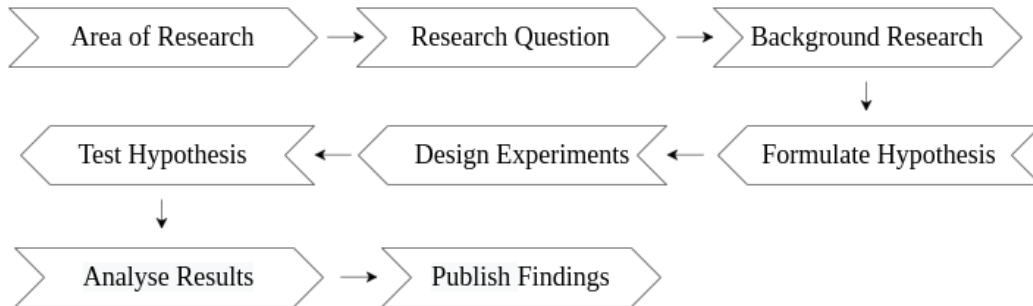 Area of Research
Research Question
Background Research
Formulate Hypothesis
Design Experiments
Test Hypothesis
Analyse Results
Publish Findings